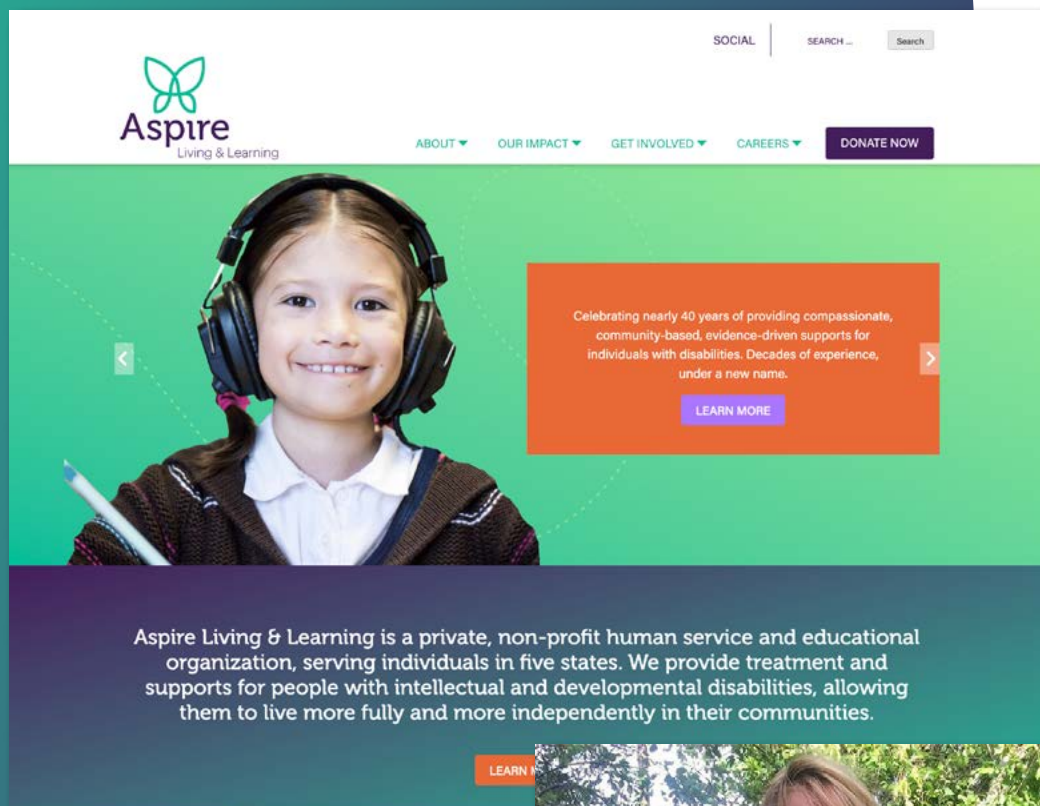 SOCIAL
SEARCH ...
Search
Aspire
Living & Learning
ABOUT
OUR IMPACT
GET INVOLVED
CAREERS
DONATE NOW
Celebrating nearly 40 years of providing compassionate,
community-based, evidence-driven supports for
individuals with disabilities. Decades of experience,
under a new name.
LEARN MORE
Aspire Living & Learning is a private, non-profit human service and educational
organization, serving individuals in five states. We provide treatment and
supports for people with intellectual and developmental disabilities, allowing
them to live more fully and more independently in their communities.
LEARN